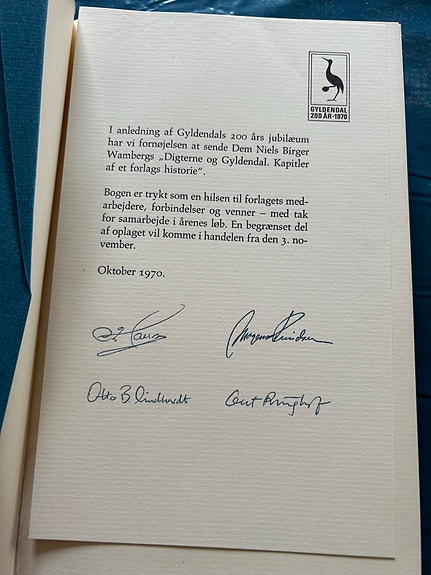 GYLDENDAL
200 ÅR·1970
I anledning af Gyldendals 200 års jubilæum
har vi fornøjelsen at sende Dem Niels Birger
Wambergs „Digterne og Gyldendal. Kapitler
af et forlags historie“.
Bogen er trykt som en hilsen til forlagets med-
arbejdere, forbindelser og venner – med tak
for samarbejde i årenes løb. En begrænset del
af oplaget vil komme i handelen fra den 3. no-
vember.
Oktober 1970.
Otto B. Lindhardt